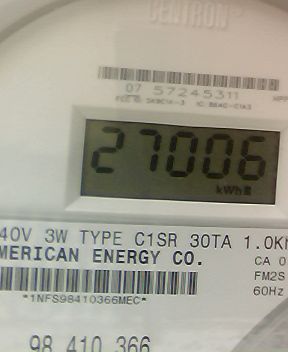 CENTRON
07 57245311
27006
kWh
40V 3W TYPE C1SR 30TA 1.0Kh
MERICAN ENERGY CO.
CA 0
FM2S
60Hz
*1NFS98410366MEC*
98 410 366